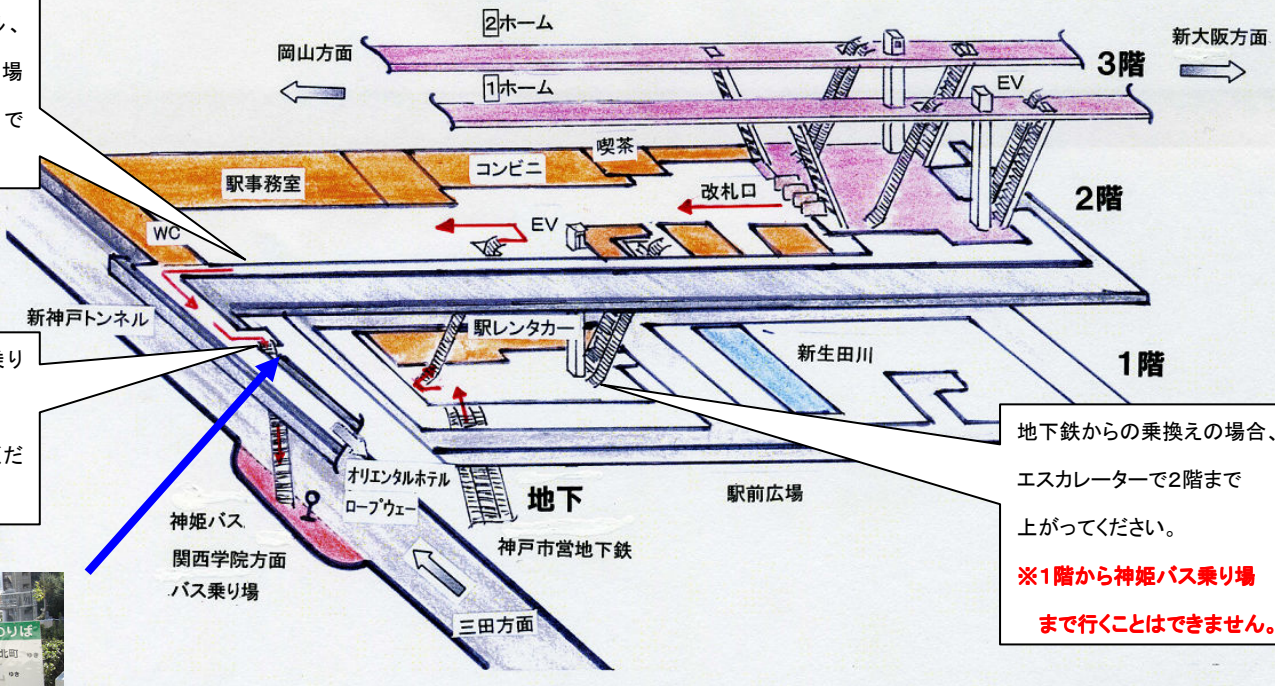 場
で
2ホーム
岡山方面
新大阪方面
3階
1ホーム
EV
喫茶
コンビニ
駅事務室
改札口
2階
WC
EV
新神戸トンネル
駅レンタカー
新生田川
1階
乗り
だ
オリエンタルホテル
ロープウェー
地下
駅前広場
神姫バス
関西学院方面
バス乗り場
神戸市営地下鉄
三田方面
地下鉄からの乗換えの場合、
エスカレーターで2階まで
上がってください。
※1階から神姫バス乗り場
まで行くことはできません。
のりば
北町 ゆき
ゆき